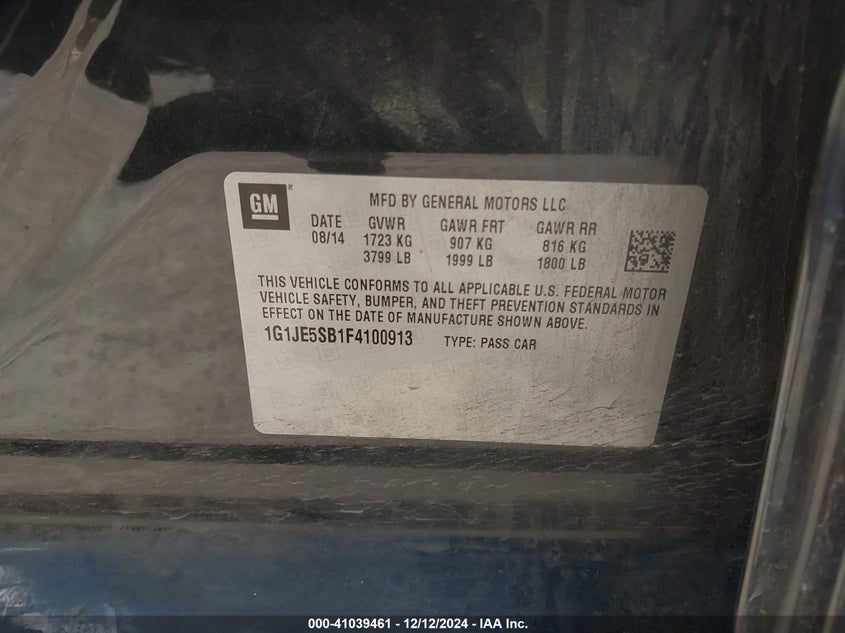 GM ®
MFD BY GENERAL MOTORS LLC
DATE GVWR GAWR FRT GAWR RR
08/14 1723 KG 907 KG 816 KG
3799 LB 1999 LB 1800 LB
THIS VEHICLE CONFORMS TO ALL APPLICABLE U.S. FEDERAL MOTOR
VEHICLE SAFETY, BUMPER, AND THEFT PREVENTION STANDARDS IN
EFFECT ON THE DATE OF MANUFACTURE SHOWN ABOVE.
1G1JE5SB1F4100913 TYPE: PASS CAR
000-41039461 - 12/12/2024 - IAA Inc.